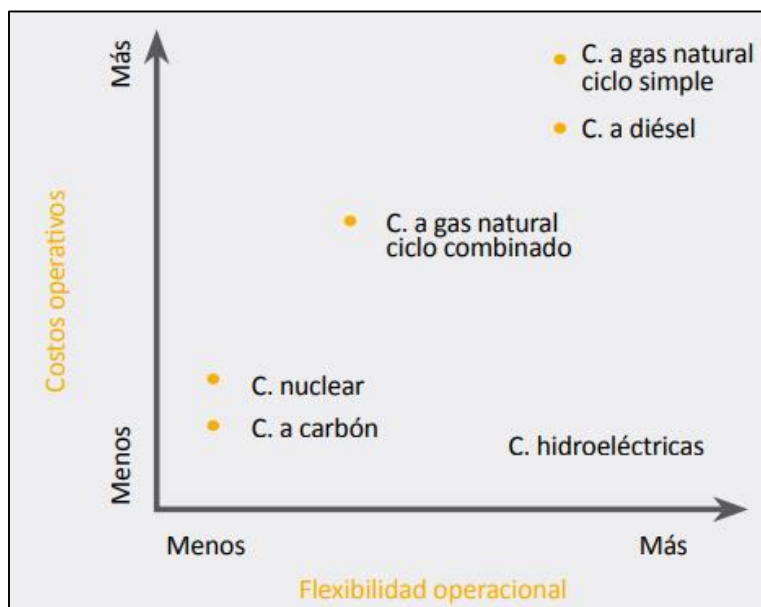 Más
C. a gas natural
ciclo simple
C. a diésel
C. a gas natural
ciclo combinado
Costos operativos
C. nuclear
C. a carbón
C. hidroeléctricas
Menos
Menos
Más
Flexibilidad operacional